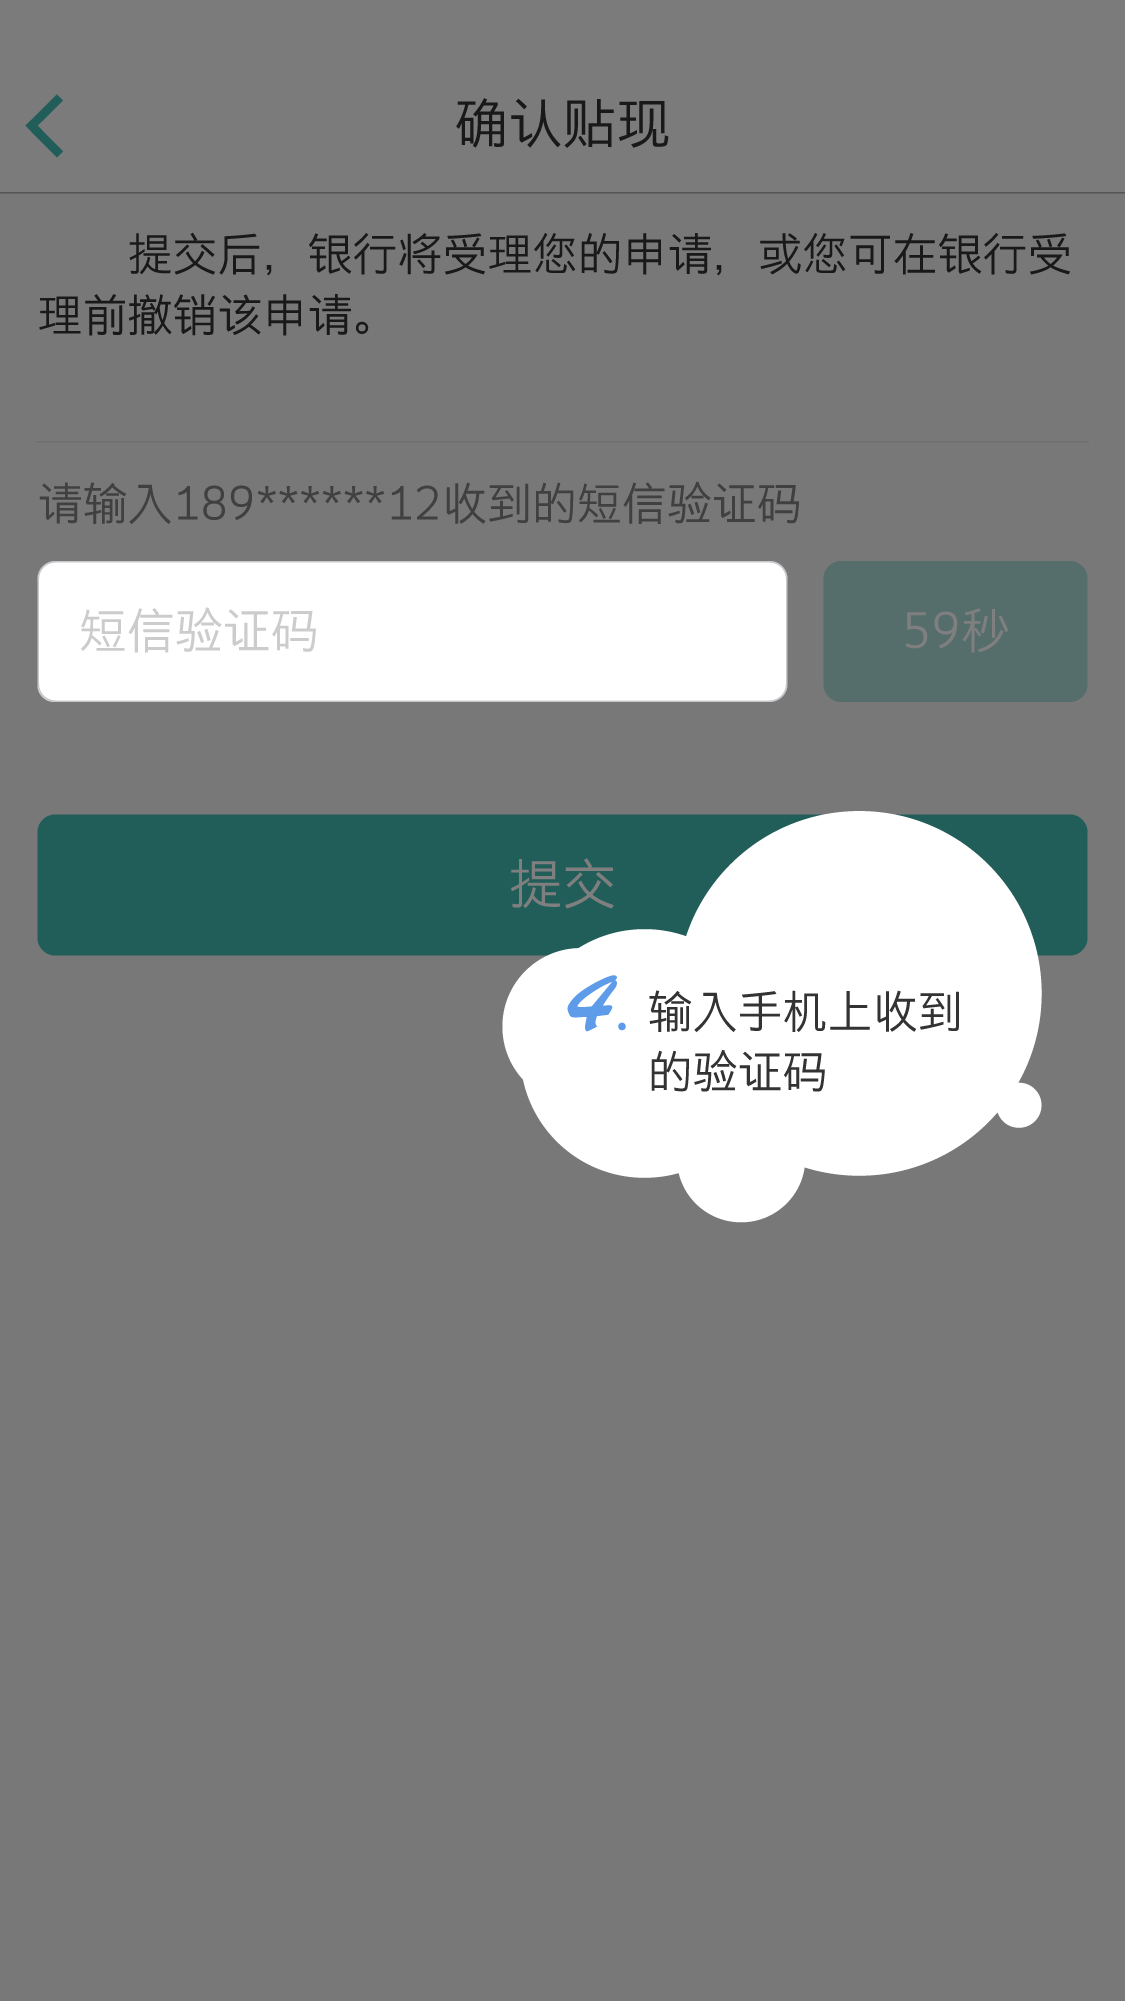 确认贴现
提交后，银行将受理您的申请，或您可在银行受
理前撤销该申请。
请输入189******12收到的短信验证码
短信验证码
59秒
提交
4. 输入手机上收到
的验证码